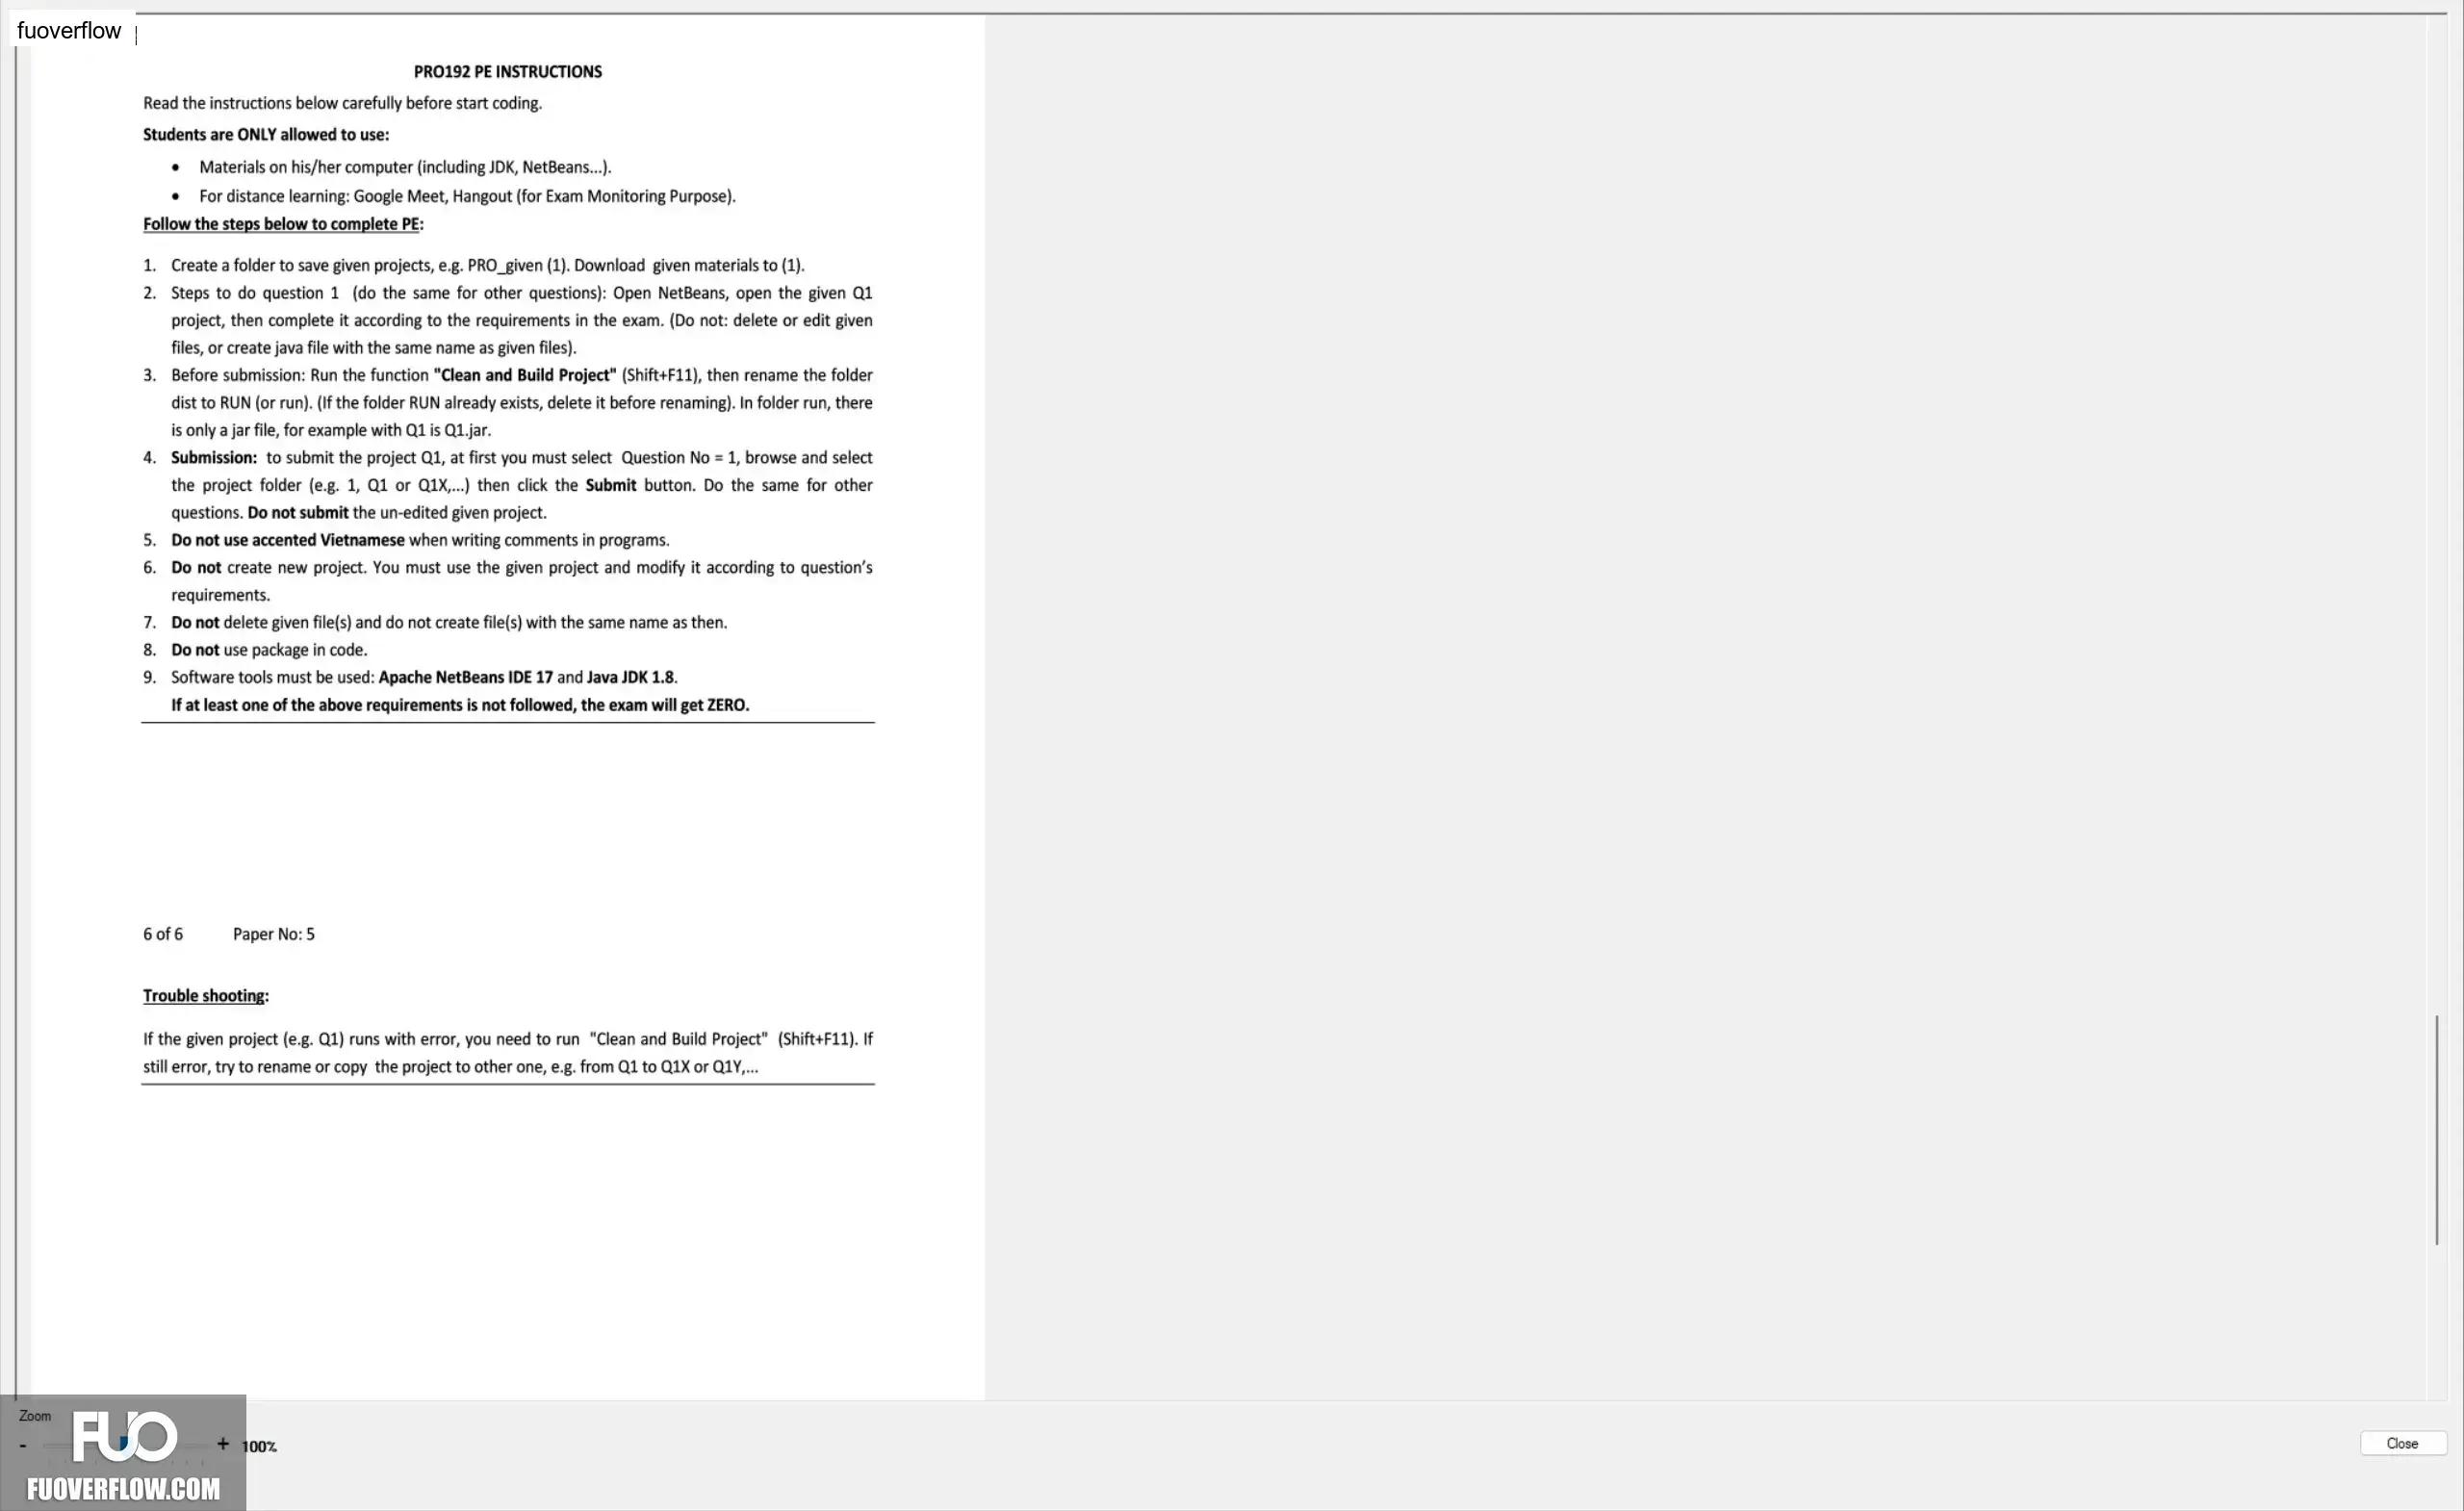 fuoverflow
PRO192 PE INSTRUCTIONS
Read the instructions below carefully before start coding.
Students are ONLY allowed to use:
• Materials on his/her computer (including JDK, NetBeans...).
• For distance learning: Google Meet, Hangout (for Exam Monitoring Purpose).
Follow the steps below to complete PE:
1. Create a folder to save given projects, e.g. PRO_given (1). Download given materials to (1).
2. Steps to do question 1 (do the same for other questions): Open NetBeans, open the given Q1
project, then complete it according to the requirements in the exam. (Do not: delete or edit given
files, or create java file with the same name as given files).
3. Before submission: Run the function "Clean and Build Project" (Shift+F11), then rename the folder
dist to RUN (or run). (If the folder RUN already exists, delete it before renaming). In folder run, there
is only a jar file, for example with Q1 is Q1.jar.
4. Submission: to submit the project Q1, at first you must select Question No = 1, browse and select
the project folder (e.g. 1, Q1 or Q1X,...) then click the Submit button. Do the same for other
questions. Do not submit the un-edited given project.
5. Do not use accented Vietnamese when writing comments in programs.
6. Do not create new project. You must use the given project and modify it according to question's
requirements.
7. Do not delete given file(s) and do not create file(s) with the same name as then.
8. Do not use package in code.
9. Software tools must be used: Apache NetBeans IDE 17 and Java JDK 1.8.
If at least one of the above requirements is not followed, the exam will get ZERO.
6 of 6 Paper No: 5
Trouble shooting:
If the given project (e.g. Q1) runs with error, you need to run "Clean and Build Project" (Shift+F11). If
still error, try to rename or copy the project to other one, e.g. from Q1 to Q1X or Q1Y,...
Zoom
- + 100%
Close
FUO
FUOVERFLOW.COM